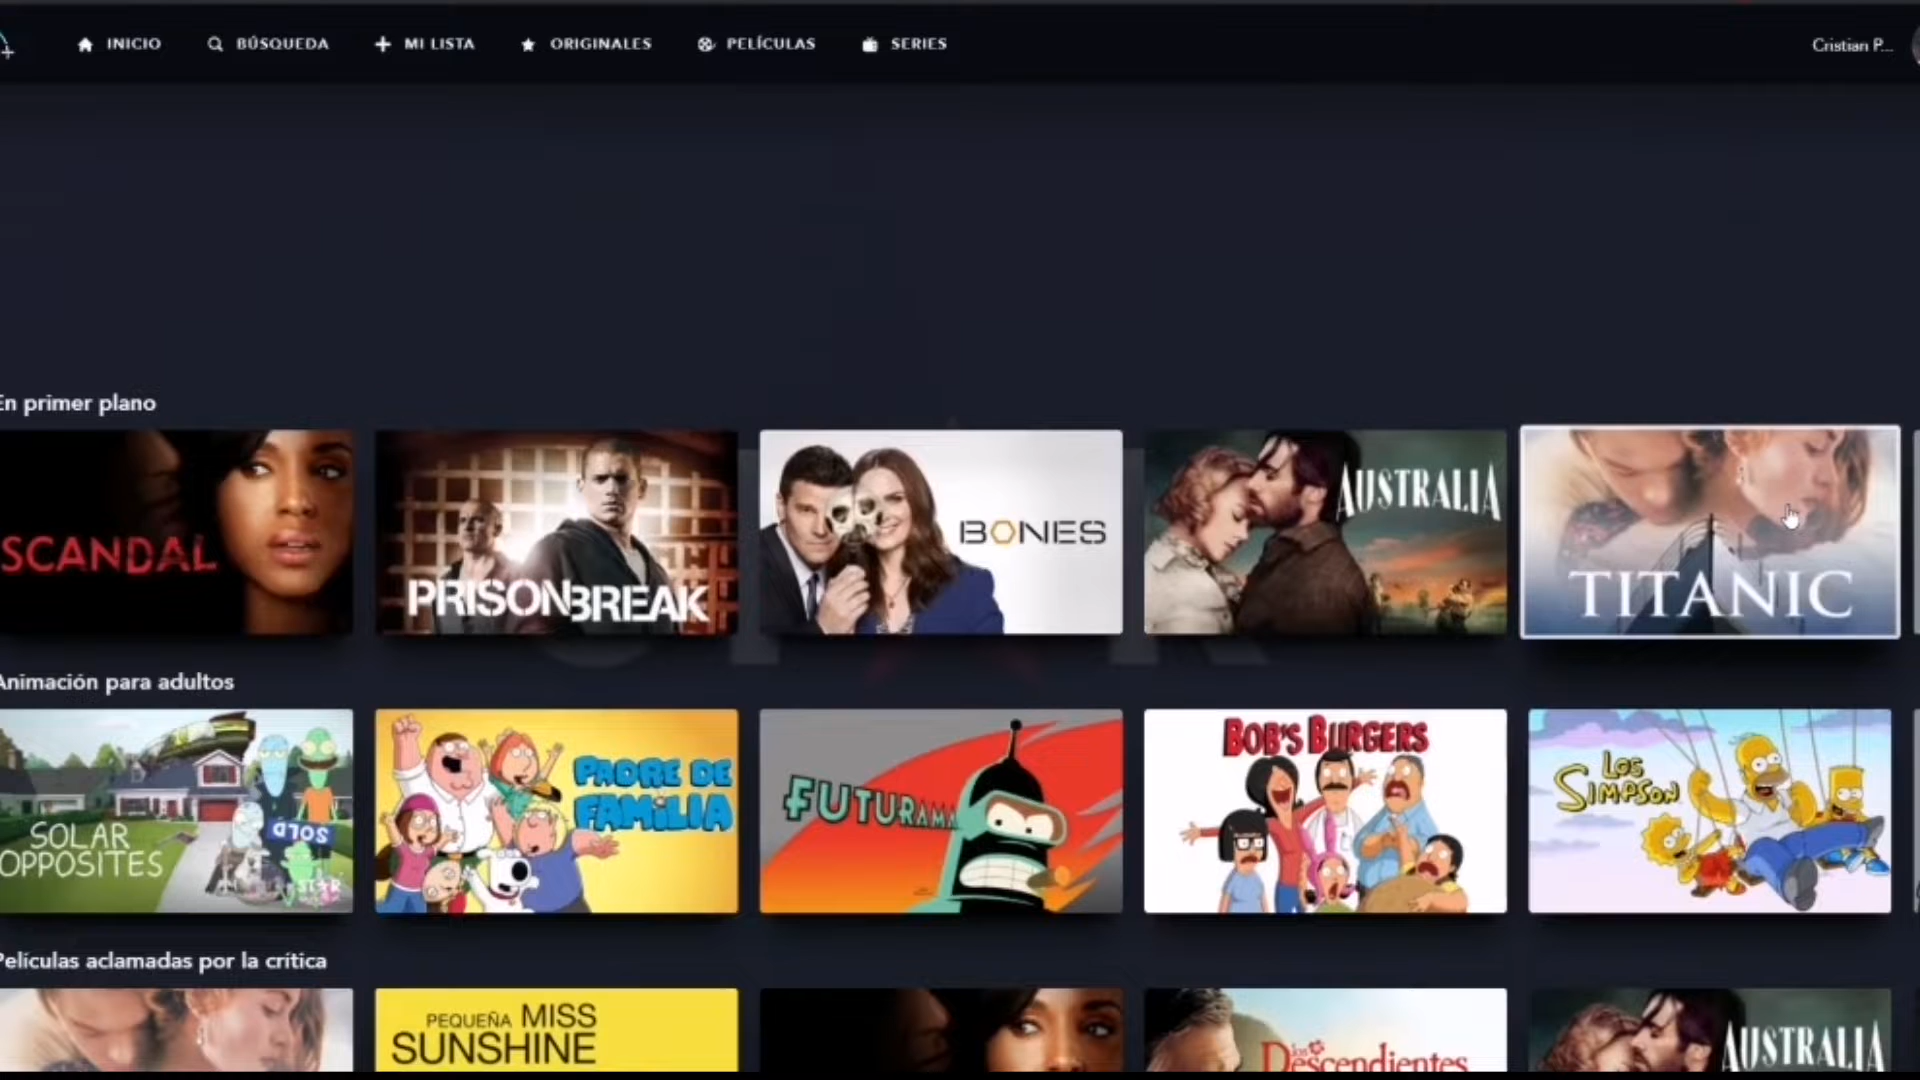 INICIO
BÚSQUEDA
MI LISTA
ORIGINALES
PELÍCULAS
SERIES
Cristian P...
En primer plano
SCANDAL
PRISON BREAK
BONES
AUSTRALIA
TITANIC
Animación para adultos
SOLAR
OPPOSITES
SOLD
STAR
PADRE DE
FAMILIA
FUTURAMA
BOB'S BURGERS
LOS
SIMPSON
Películas aclamadas por la crítica
PEQUEÑA MISS
SUNSHINE
los
Descendientes
AUSTRALIA